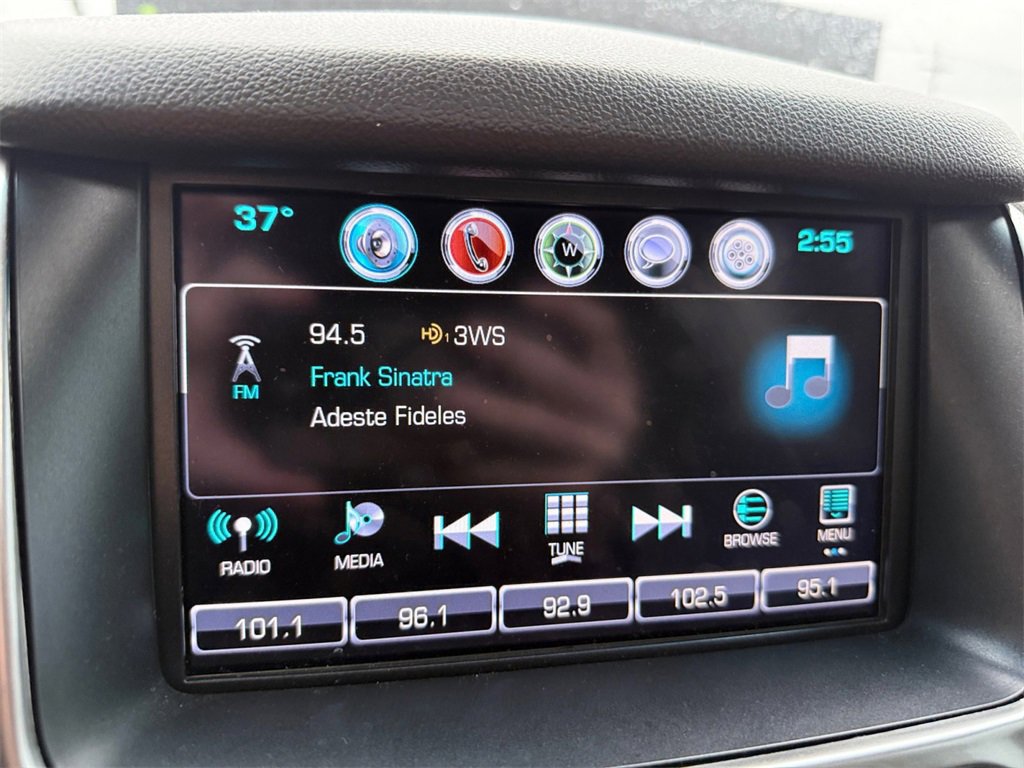 37°
W
2:55
94.5 HD1 3WS
FM
Frank Sinatra
Adeste Fideles
RADIO
MEDIA
TUNE
BROWSE
MENU
101.1
96.1
92.9
102.5
95.1